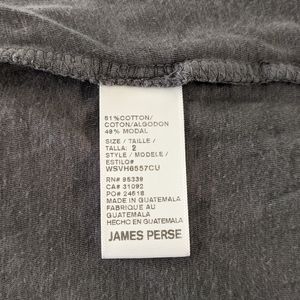 51%COTTON/
COTON/ALGODON
49% MODAL
SIZE / TAILLE /
TALLA: 2
STYLE / MODELE /
ESTILO#
WSVH6557CU
RN# 95339
CA# 31092
PO# 24618
MADE IN GUATEMALA
FABRIQUE AU
GUATEMALA
HECHO EN GUATEMALA
JAMES PERSE